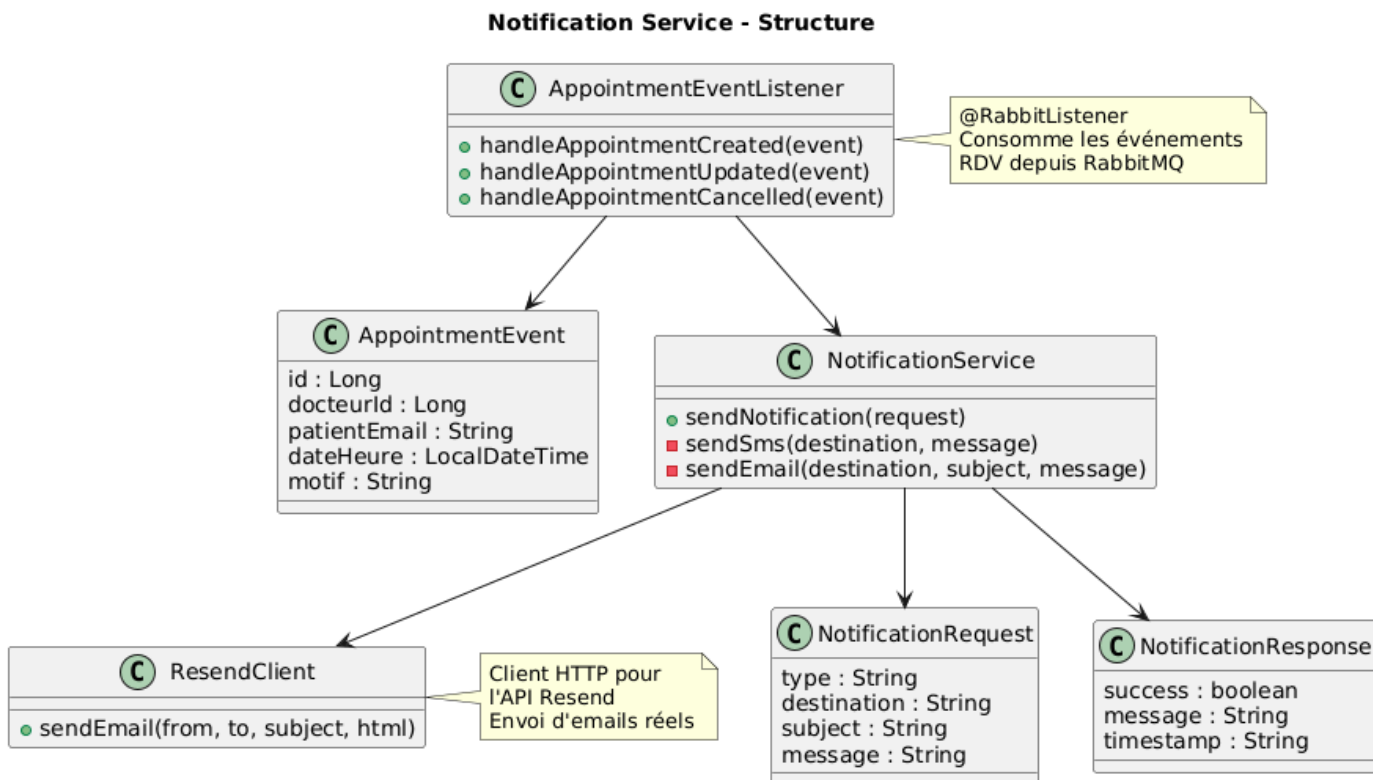 Notification Service - Structure
C AppointmentEventListener
handleAppointmentCreated(event)
handleAppointmentUpdated(event)
handleAppointmentCancelled(event)
@RabbitListener
Consomme les événements
RDV depuis RabbitMQ
C AppointmentEvent
id : Long
docteurId : Long
patientEmail : String
dateHeure : LocalDateTime
motif : String
C NotificationService
sendNotification(request)
sendSms(destination, message)
sendEmail(destination, subject, message)
C ResendClient
sendEmail(from, to, subject, html)
Client HTTP pour
l'API Resend
Envoi d'emails réels
C NotificationRequest
type : String
destination : String
subject : String
message : String
C NotificationResponse
success : boolean
message : String
timestamp : String